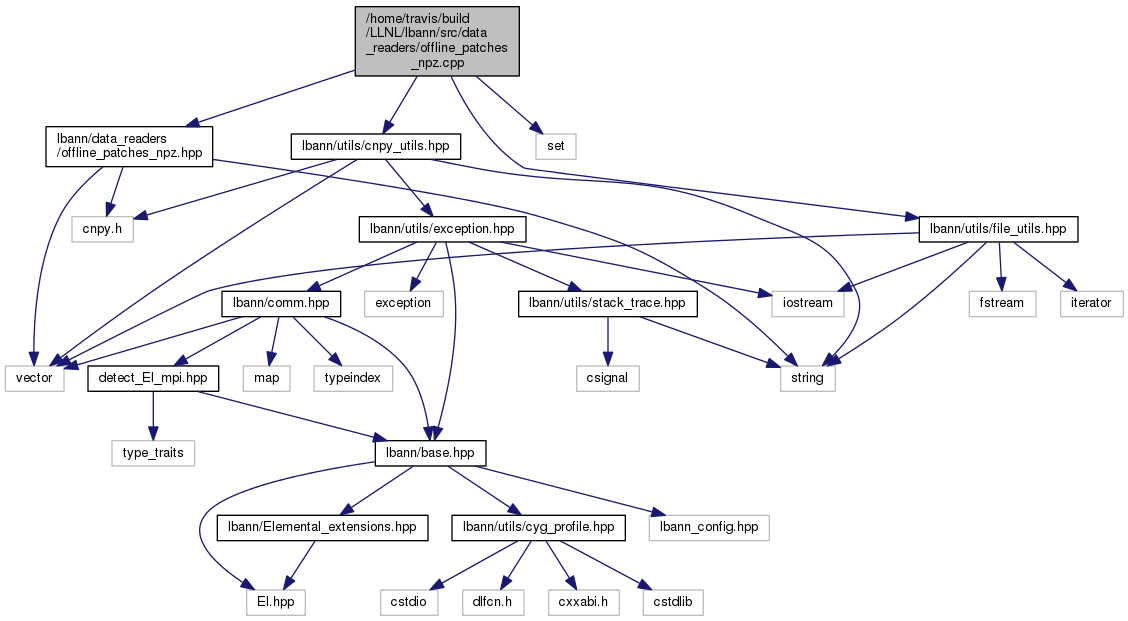 /home/travis/build
/LLNL/lbann/src/data
_readers/offline_patches
_npz.cpp
lbann/data_readers
/offline_patches_npz.hpp
lbann/utils/cnpy_utils.hpp
set
cnpy.h
lbann/utils/exception.hpp
lbann/utils/file_utils.hpp
lbann/comm.hpp
exception
lbann/utils/stack_trace.hpp
iostream
fstream
iterator
vector
detect_El_mpi.hpp
map
typeindex
csignal
string
type_traits
lbann/base.hpp
lbann/Elemental_extensions.hpp
lbann/utils/cyg_profile.hpp
lbann_config.hpp
El.hpp
cstdio
dlfcn.h
cxxabi.h
cstdlib